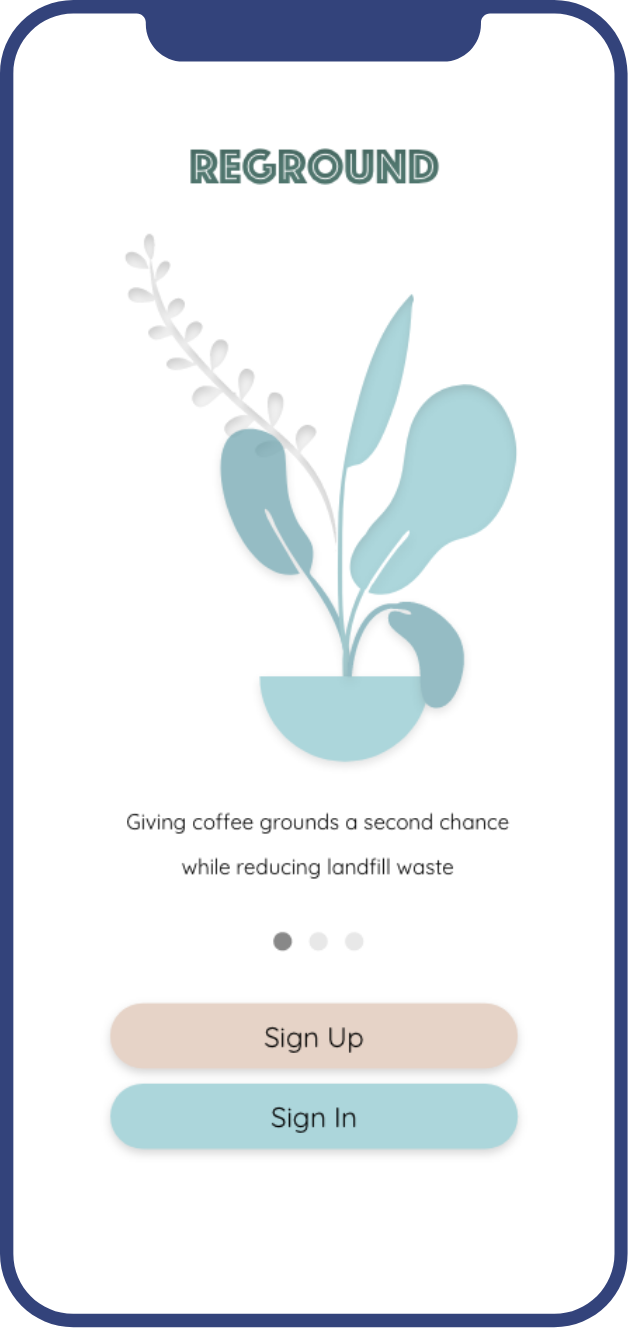 REGROUND
Giving coffee grounds a second chance
while reducing landfill waste
Sign Up
Sign In